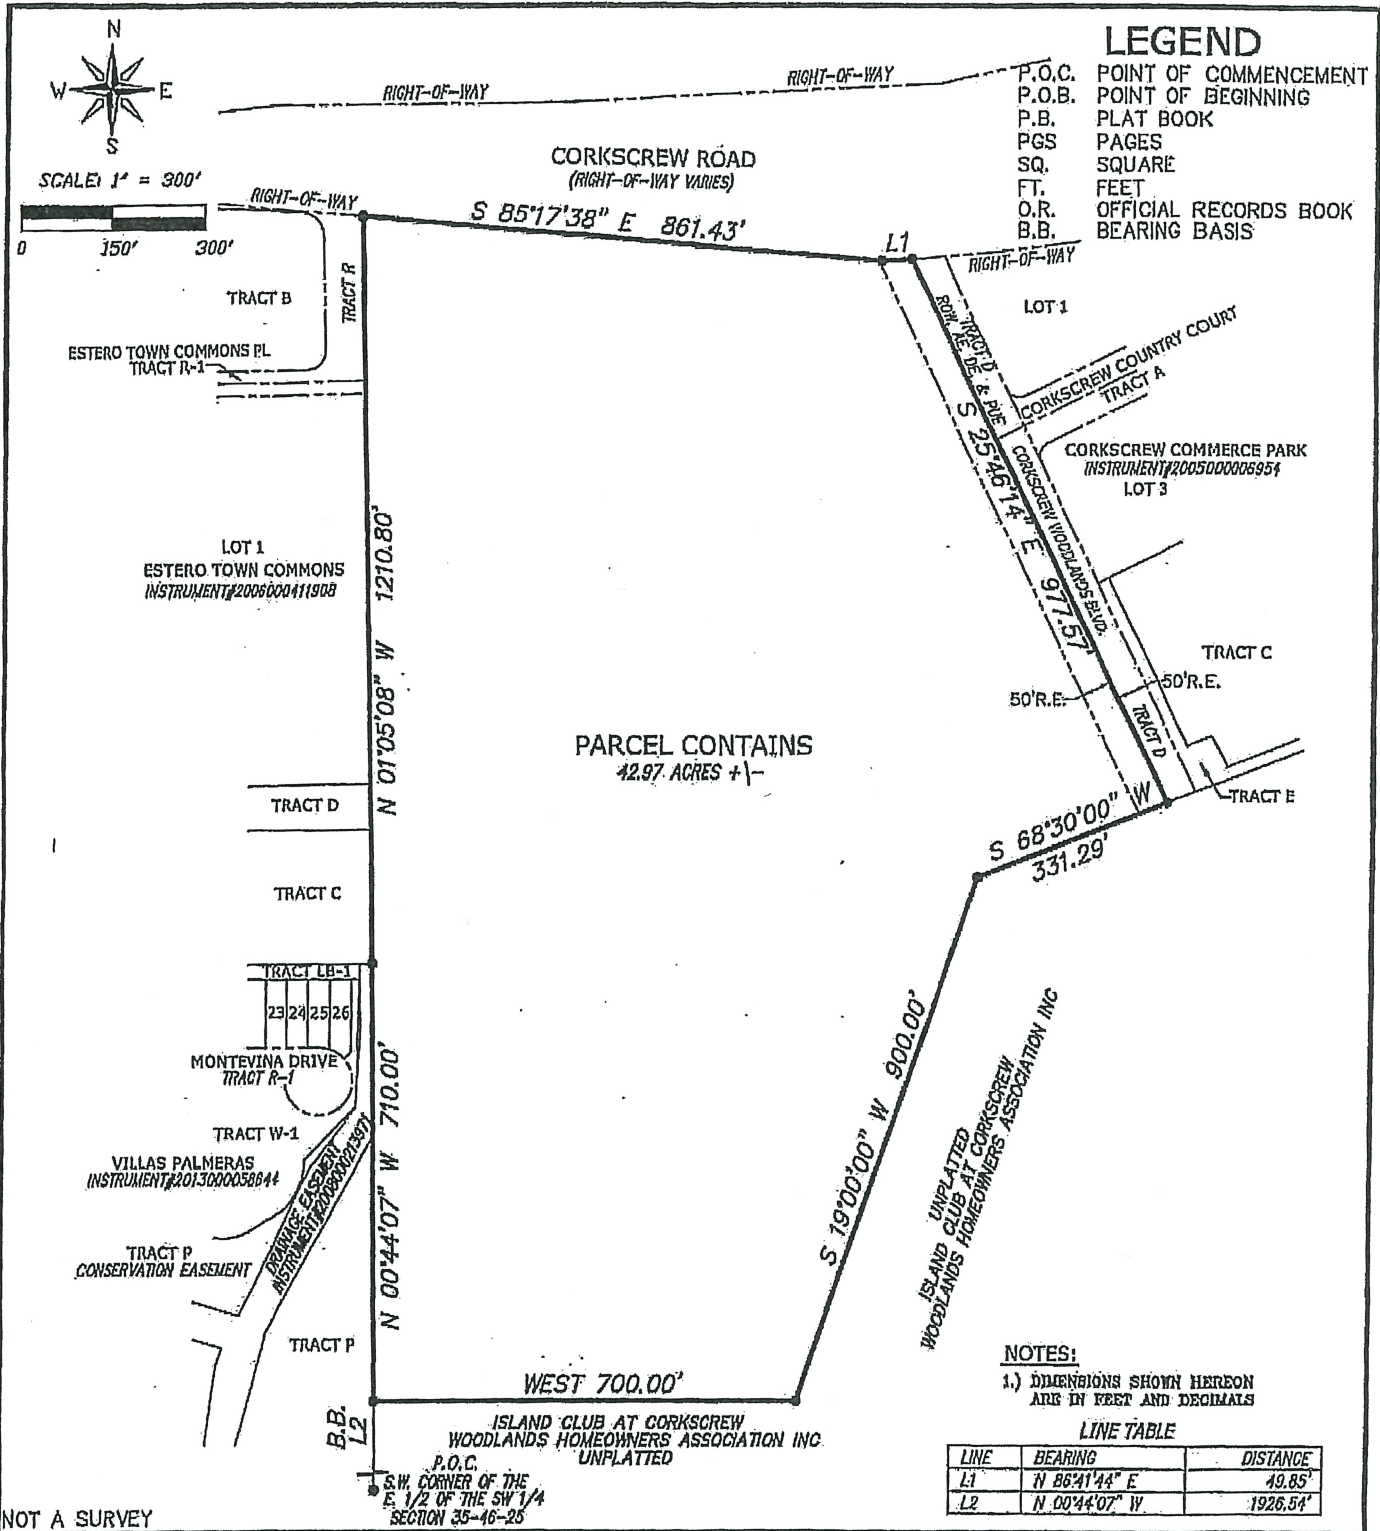 N
W E
S
SCALE: 1" = 300'
0 150' 300'
LEGEND
P.O.C. POINT OF COMMENCEMENT
P.O.B. POINT OF BEGINNING
P.B. PLAT BOOK
PGS PAGES
SQ. SQUARE
FT. FEET
O.R. OFFICIAL RECORDS BOOK
B.B. BEARING BASIS
RIGHT-OF-WAY
RIGHT-OF-WAY
CORKSCREW ROAD
(RIGHT-OF-WAY VARIES)
RIGHT-OF-WAY
S 85°17'38" E 861.43'
L1
RIGHT-OF-WAY
TRACT B
TRACT R
ESTERO TOWN COMMONS PL
TRACT R-1
LOT 1
TRACT D
ROW, AE, DE, & PUE
CORKSCREW COUNTRY COURT
TRACT A
CORKSCREW COMMERCE PARK
INSTRUMENT#2005000006954
LOT 3
S 25°46'14" E 977.57'
CORKSCREW WOODLANDS BLVD.
LOT 1
ESTERO TOWN COMMONS
INSTRUMENT#2006000411908
N 01°05'08" W 1210.80'
TRACT C
50'R.E.
50'R.E.
TRACT D
TRACT E
PARCEL CONTAINS
42.97 ACRES +\-
S 68°30'00" W
331.29'
TRACT D
TRACT C
TRACT LB-1
23 24 25 26
MONTEVINA DRIVE
TRACT R-1
TRACT W-1
VILLAS PALMERAS
INSTRUMENT#2013000058644
DRAINAGE EASEMENT
INSTRUMENT#2008000213971
TRACT P
CONSERVATION EASEMENT
TRACT P
N 00°44'07" W 710.00'
S 19°00'00" W 900.00'
UNPLATTED
ISLAND CLUB AT CORKSCREW
WOODLANDS HOMEOWNERS ASSOCIATION INC
WEST 700.00'
ISLAND CLUB AT CORKSCREW
WOODLANDS HOMEOWNERS ASSOCIATION INC
UNPLATTED
B.B.
L2
P.O.C.
S.W. CORNER OF THE
E. 1/2 OF THE SW 1/4
SECTION 35-46-25
NOTES:
1.) DIMENSIONS SHOWN HEREON
ARE IN FEET AND DECIMALS
LINE TABLE
LINE BEARING DISTANCE
L1 N 86°41'44" E 49.85'
L2 N 00°44'07" W 1926.54'
NOT A SURVEY